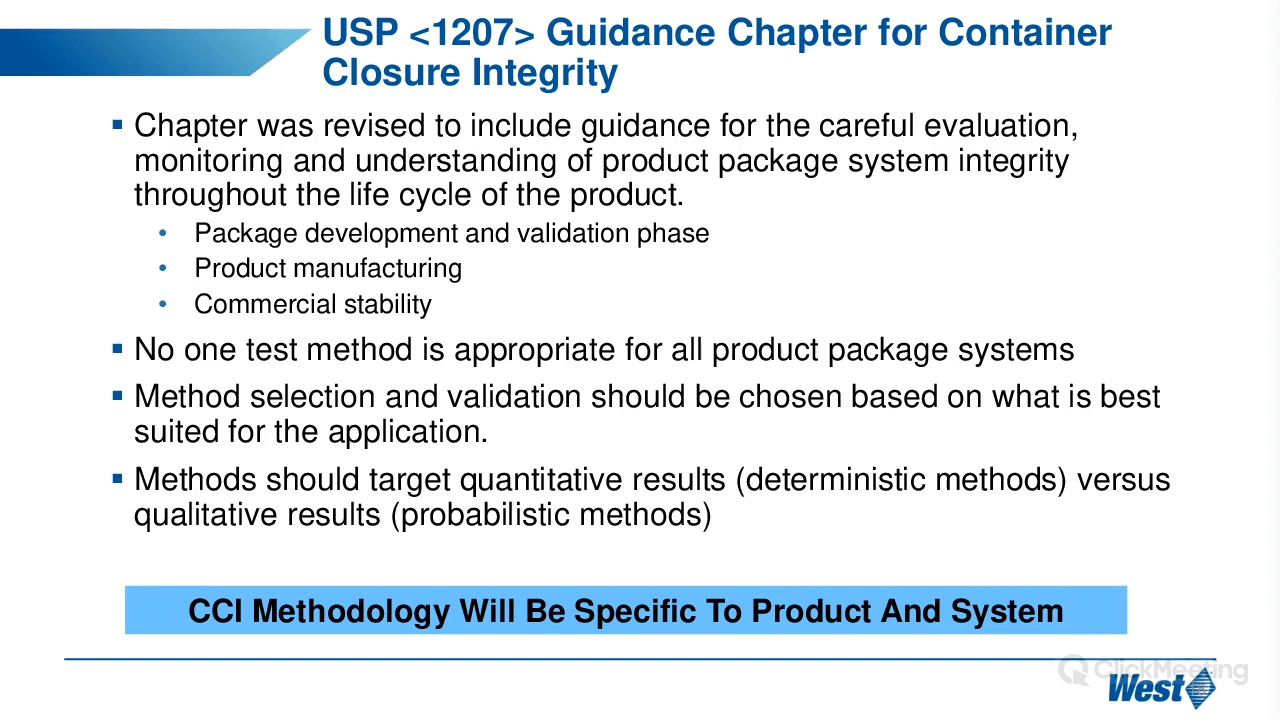 USP <1207> Guidance Chapter for Container
Closure Integrity
▪ Chapter was revised to include guidance for the careful evaluation,
monitoring and understanding of product package system integrity
throughout the life cycle of the product.
• Package development and validation phase
• Product manufacturing
• Commercial stability
▪ No one test method is appropriate for all product package systems
▪ Method selection and validation should be chosen based on what is best
suited for the application.
▪ Methods should target quantitative results (deterministic methods) versus
qualitative results (probabilistic methods)
CCI Methodology Will Be Specific To Product And System
ClickMeeting
West